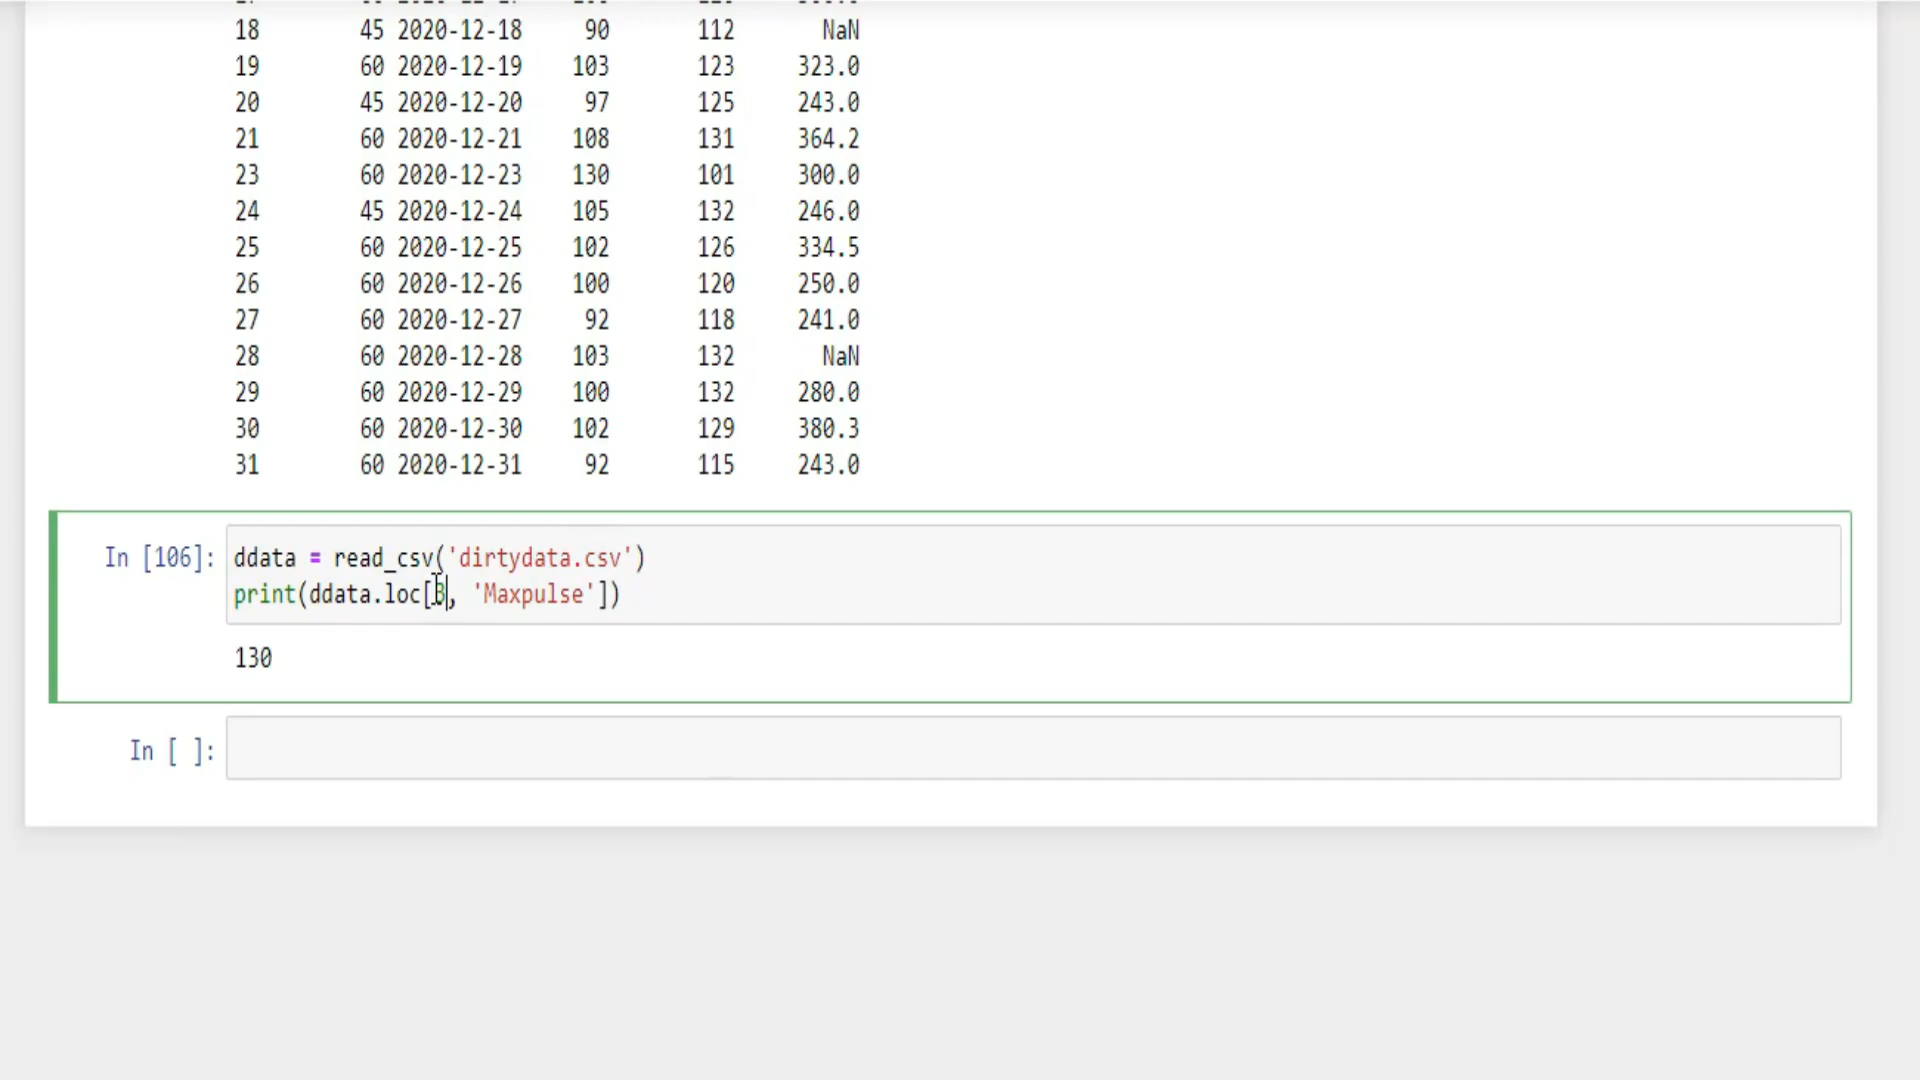 18 45 2020-12-18 90 112 NaN
19 60 2020-12-19 103 123 323.0
20 45 2020-12-20 97 125 243.0
21 60 2020-12-21 108 131 364.2
23 60 2020-12-23 130 101 300.0
24 45 2020-12-24 105 132 246.0
25 60 2020-12-25 102 126 334.5
26 60 2020-12-26 100 120 250.0
27 60 2020-12-27 92 118 241.0
28 60 2020-12-28 103 132 NaN
29 60 2020-12-29 100 132 280.0
30 60 2020-12-30 102 129 380.3
31 60 2020-12-31 92 115 243.0
In [106]: ddata = read_csv('dirtydata.csv')
print(ddata.loc[3, 'Maxpulse'])
130
In [ ]: